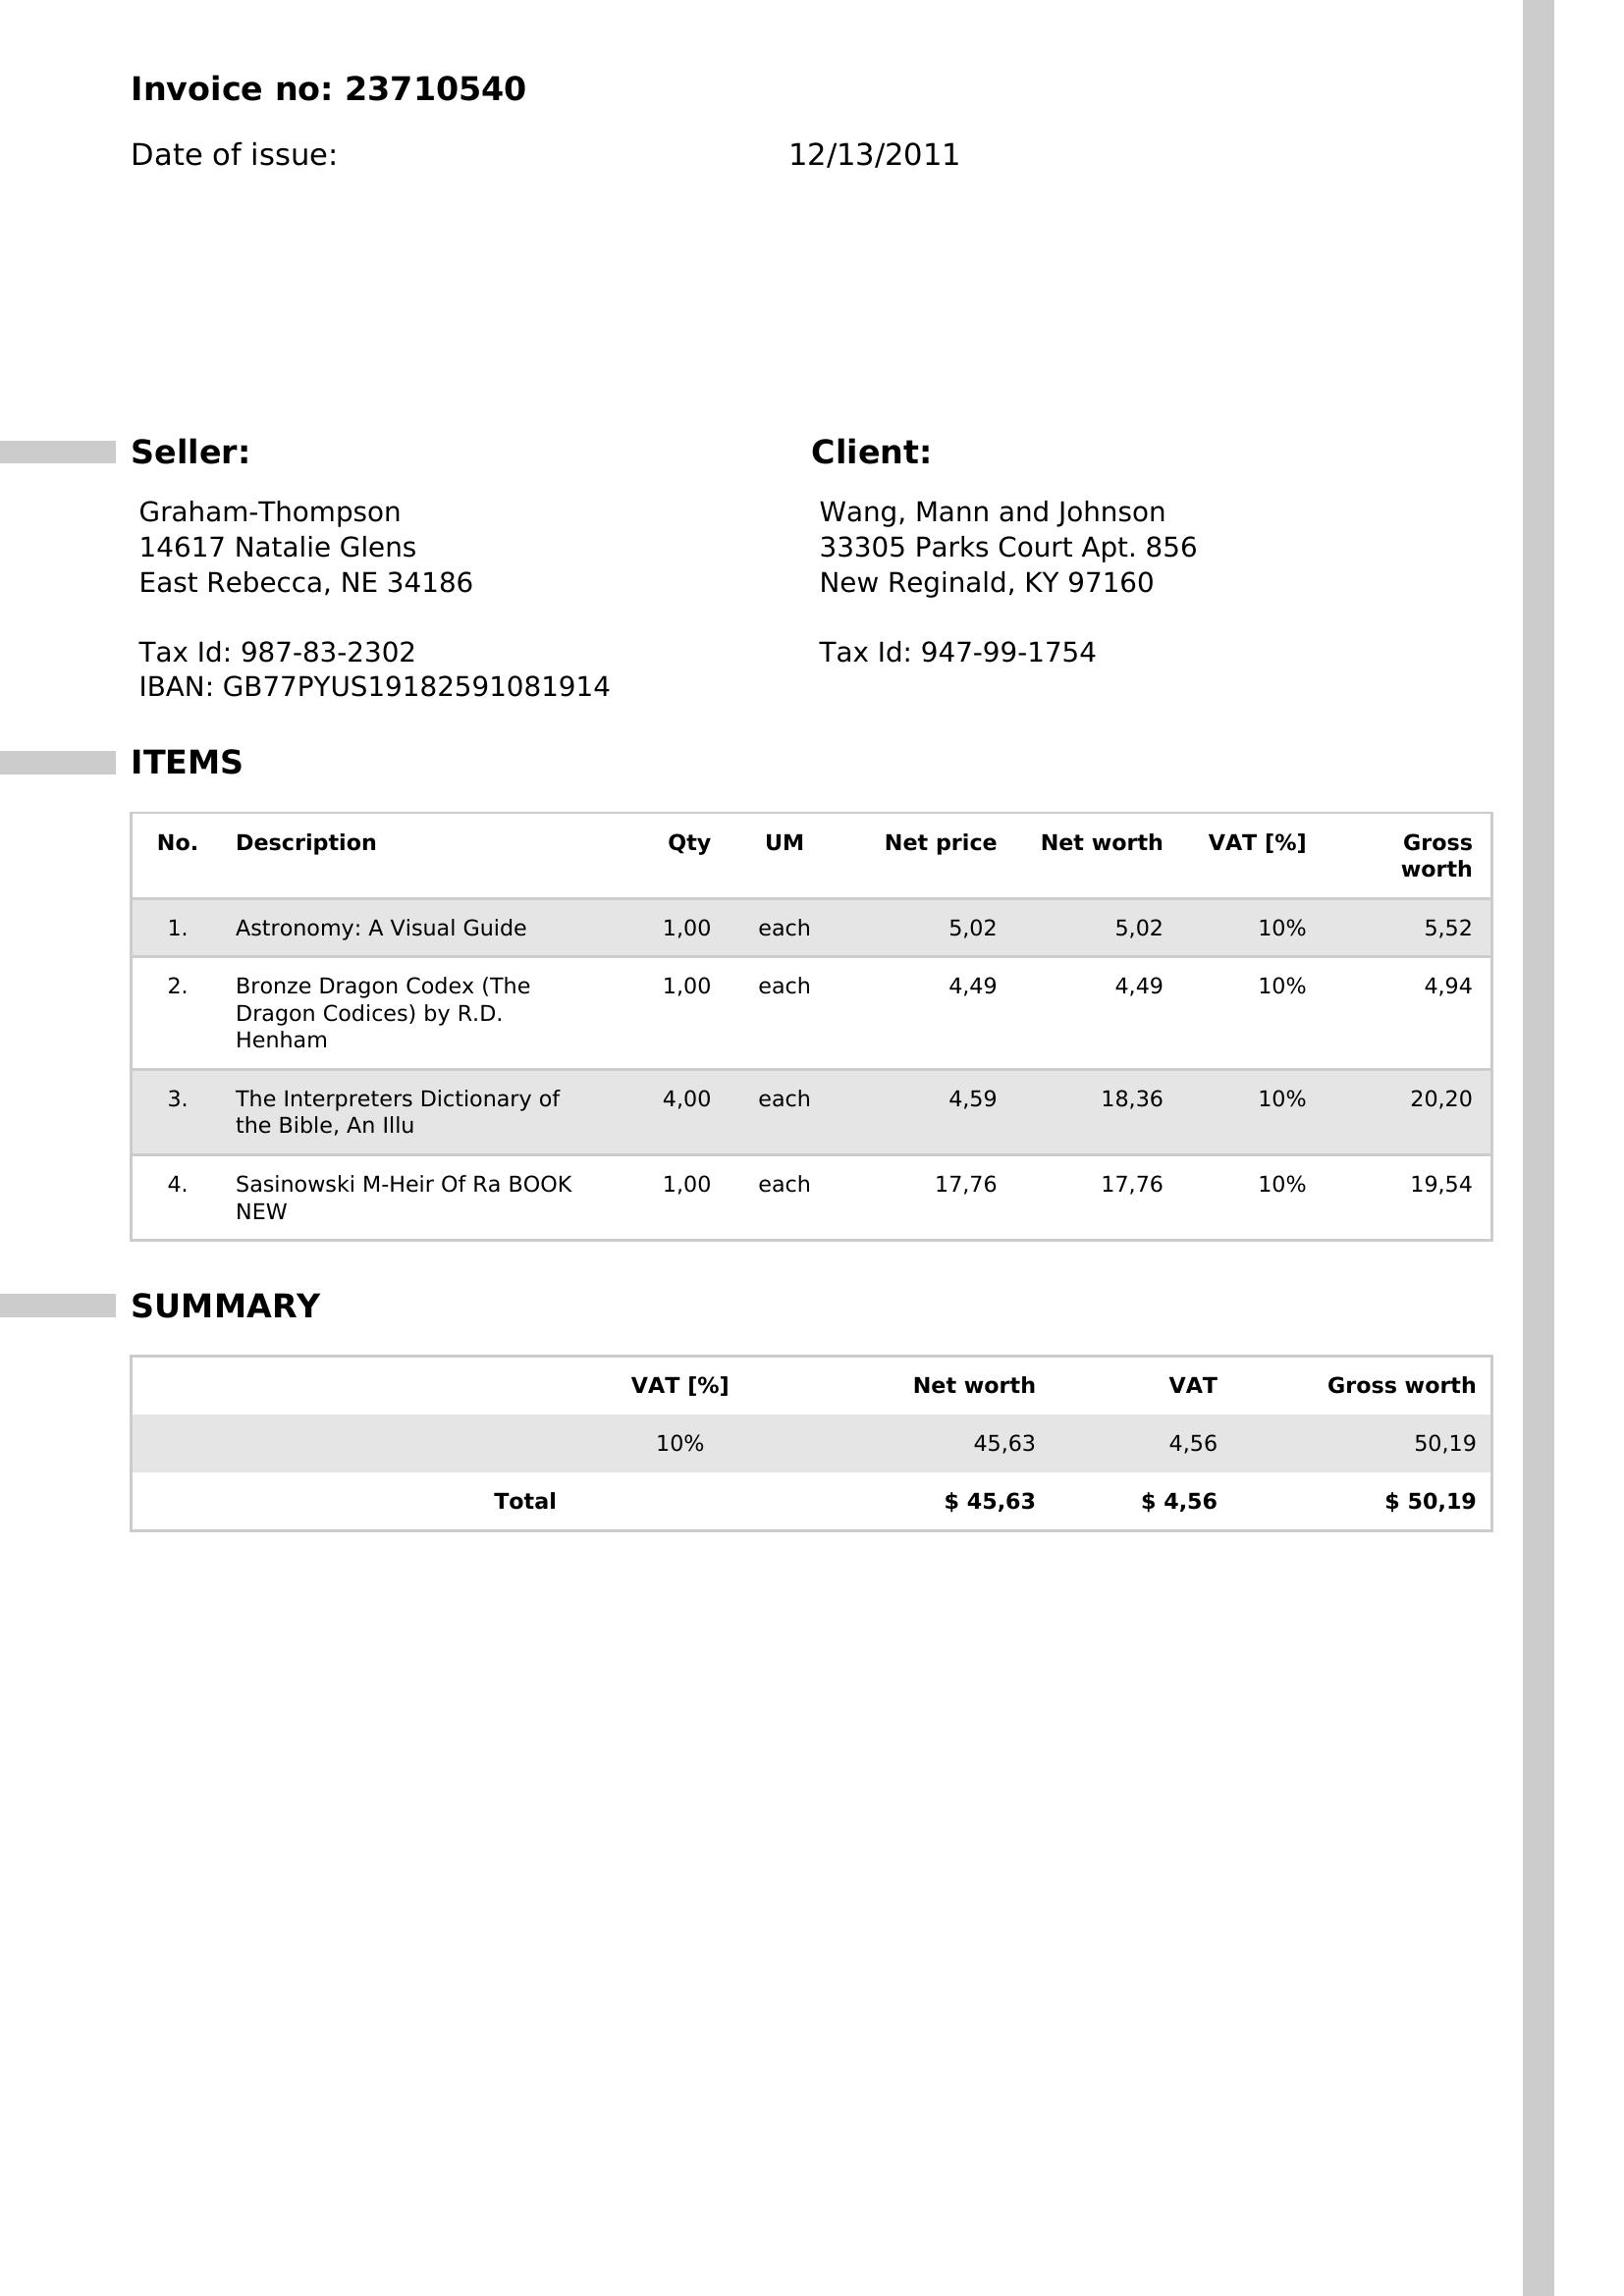 Invoice no: 23710540
Date of issue: 12/13/2011
Seller:
Graham-Thompson
14617 Natalie Glens
East Rebecca, NE 34186
Tax Id: 987-83-2302
IBAN: GB77PYUS19182591081914
Client:
Wang, Mann and Johnson
33305 Parks Court Apt. 856
New Reginald, KY 97160
Tax Id: 947-99-1754
ITEMS
No. Description Qty UM Net price Net worth VAT [%] Gross
worth
1. Astronomy: A Visual Guide 1,00 each 5,02 5,02 10% 5,52
2. Bronze Dragon Codex (The 1,00 each 4,49 4,49 10% 4,94
Dragon Codices) by R.D.
Henham
3. The Interpreters Dictionary of 4,00 each 4,59 18,36 10% 20,20
the Bible, An Illu
4. Sasinowski M-Heir Of Ra BOOK 1,00 each 17,76 17,76 10% 19,54
NEW
SUMMARY
VAT [%] Net worth VAT Gross worth
10% 45,63 4,56 50,19
Total $ 45,63 $ 4,56 $ 50,19